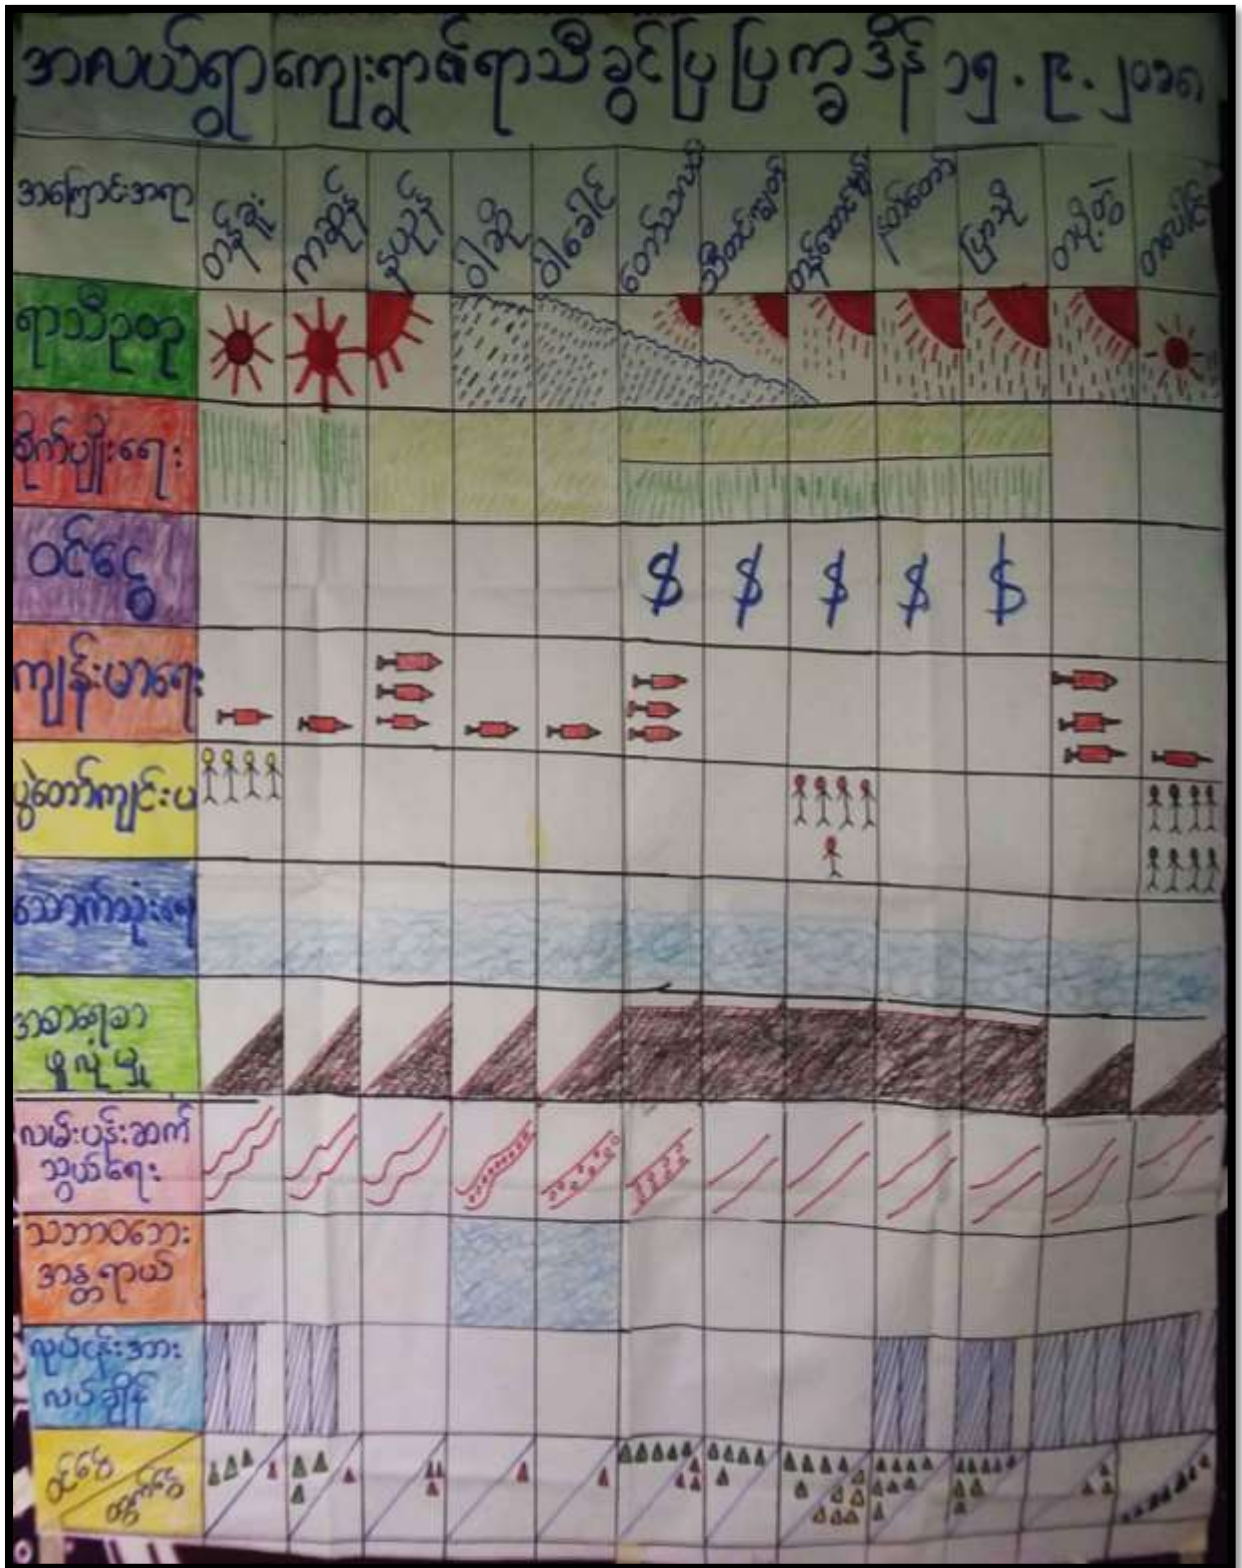 အလယ်ရွာကျေးရွာ၏ရာသီခွင်ပြပြက္ခဒိန် ၁၅.၉.၂၀၁၈
အကြောင်းအရာ တန်ခူး ကဆုန် နယုန် ဝါဆို ဝါခေါင် တော်သလင်း သီတင်းကျွတ် တန်ဆောင်မုန်း နတ်တော် ပြာသို တပို့တွဲ တပေါင်း
ရာသီဥတု
စိုက်ပျိုးရေး
ဝင်ငွေ
$ $ $ $ $
ကျန်းမာရေး
ပွဲတော်ကျင်းပ
သောက်သုံးရေ
အစာရေစာ
ဖူလုံမှု
လမ်းပန်းဆက်
သွယ်ရေး
သဘာဝဘေး
အန္တရာယ်
လုပ်ငန်းအား
လပ်ချိန်
ဝင်ငွေ
ထွက်ငွေ